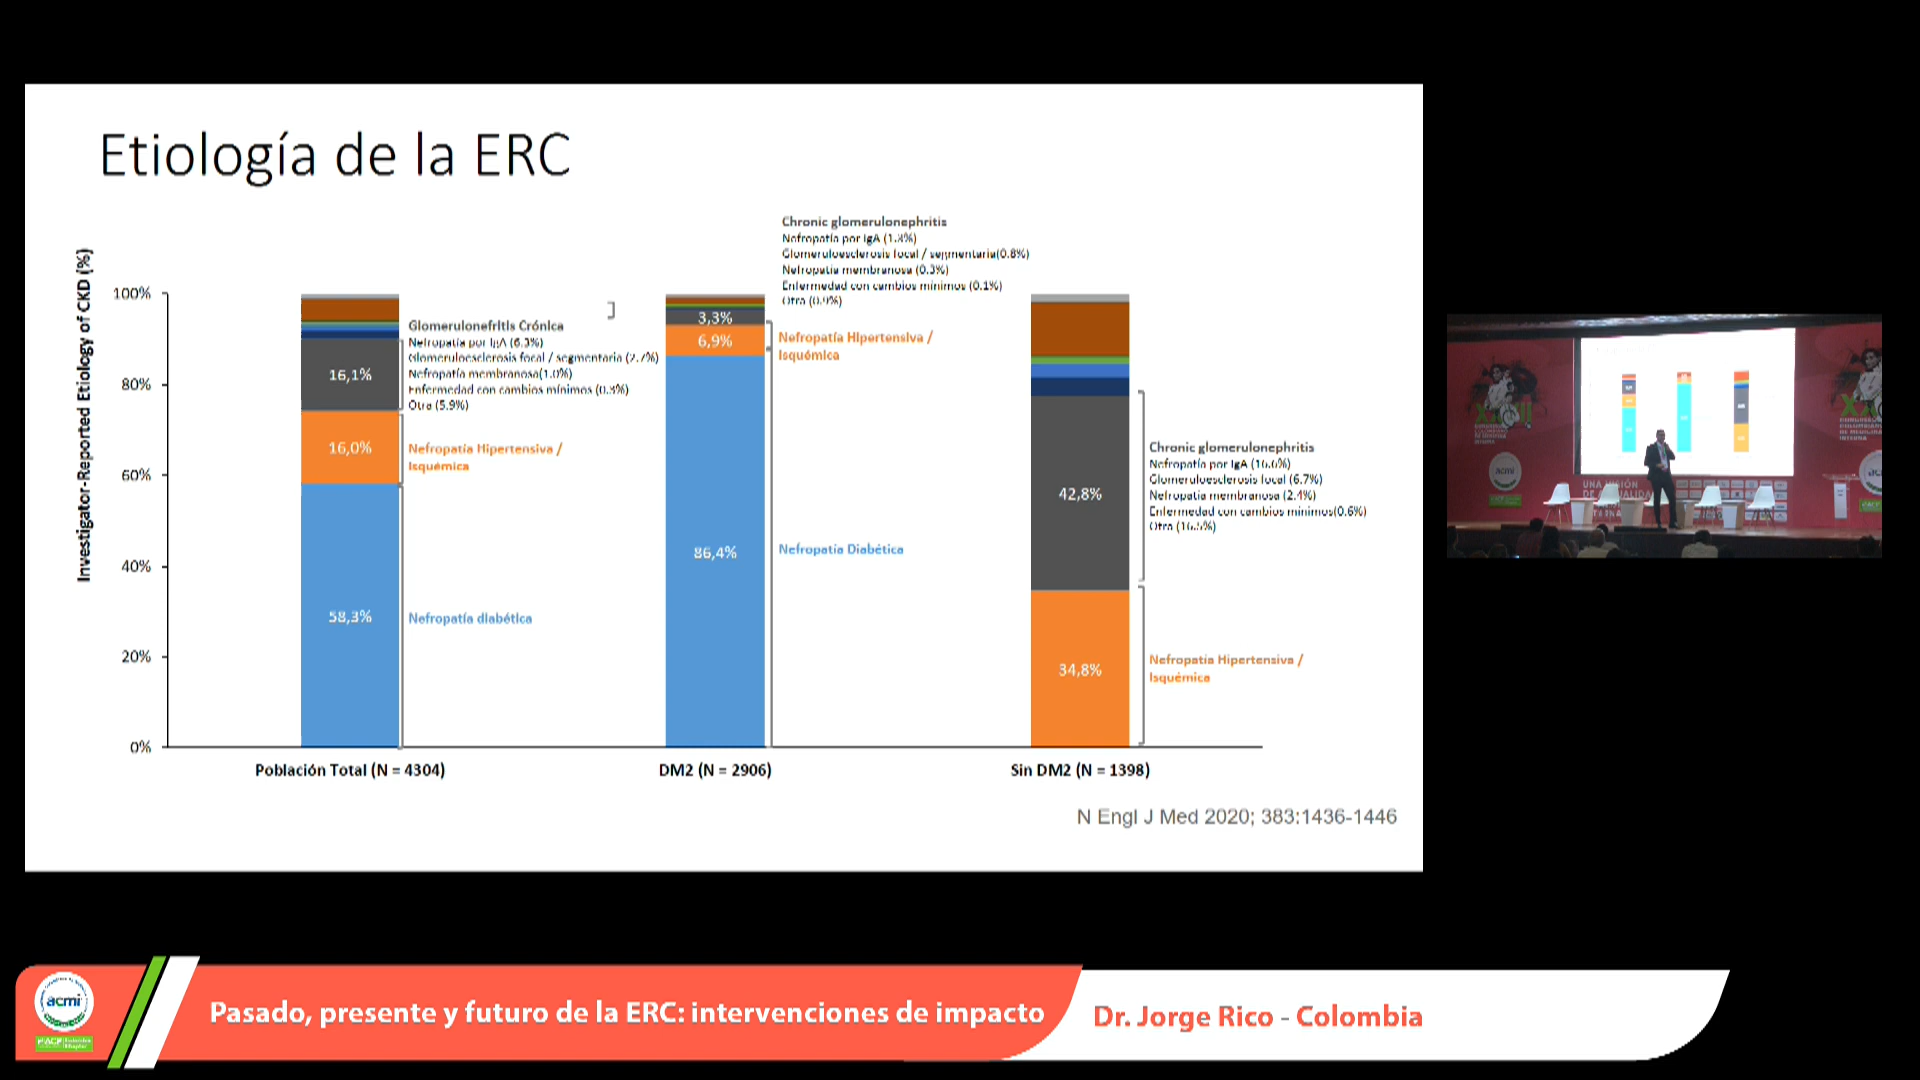 Etiología de la ERC
Investigator-Reported Etiology of CKD (%)
100%
80%
60%
40%
20%
0%
16,1%
16,0%
58,3%
Glomerulonefritis Crónica
Nefropatía por IgA (6.3%)
Glomeruloesclerosis focal / segmentaria (2.7%)
Nefropatía membranosa(1.0%)
Enfermedad con cambios mínimos (0.3%)
Otra (5.9%)
Nefropatía Hipertensiva /
Isquémica
Nefropatía diabética
Población Total (N = 4304)
Chronic glomerulonephritis
Nefropatía por IgA
Glomeruloesclerosis focal / segmentaria(0.8%)
Nefropatía membranosa (0.3%)
Enfermedad con cambios mínimos (0.1%)
Otra (0.9%)
3,3%
6,9%
86,4%
Nefropatía Hipertensiva /
Isquémica
Nefropatía Diabética
DM2 (N = 2906)
42,8%
34,8%
Chronic glomerulonephritis
Nefropatía por IgA (16.6%)
Glomeruloesclerosis focal (6.7%)
Nefropatía membranosa (2.4%)
Enfermedad con cambios mínimos(0.6%)
Otra (16.5%)
Nefropatía Hipertensiva /
Isquémica
Sin DM2 (N = 1398)
N Engl J Med 2020; 383:1436-1446
acmi
acmi
Pasado, presente y futuro de la ERC: intervenciones de impacto
Dr. Jorge Rico - Colombia